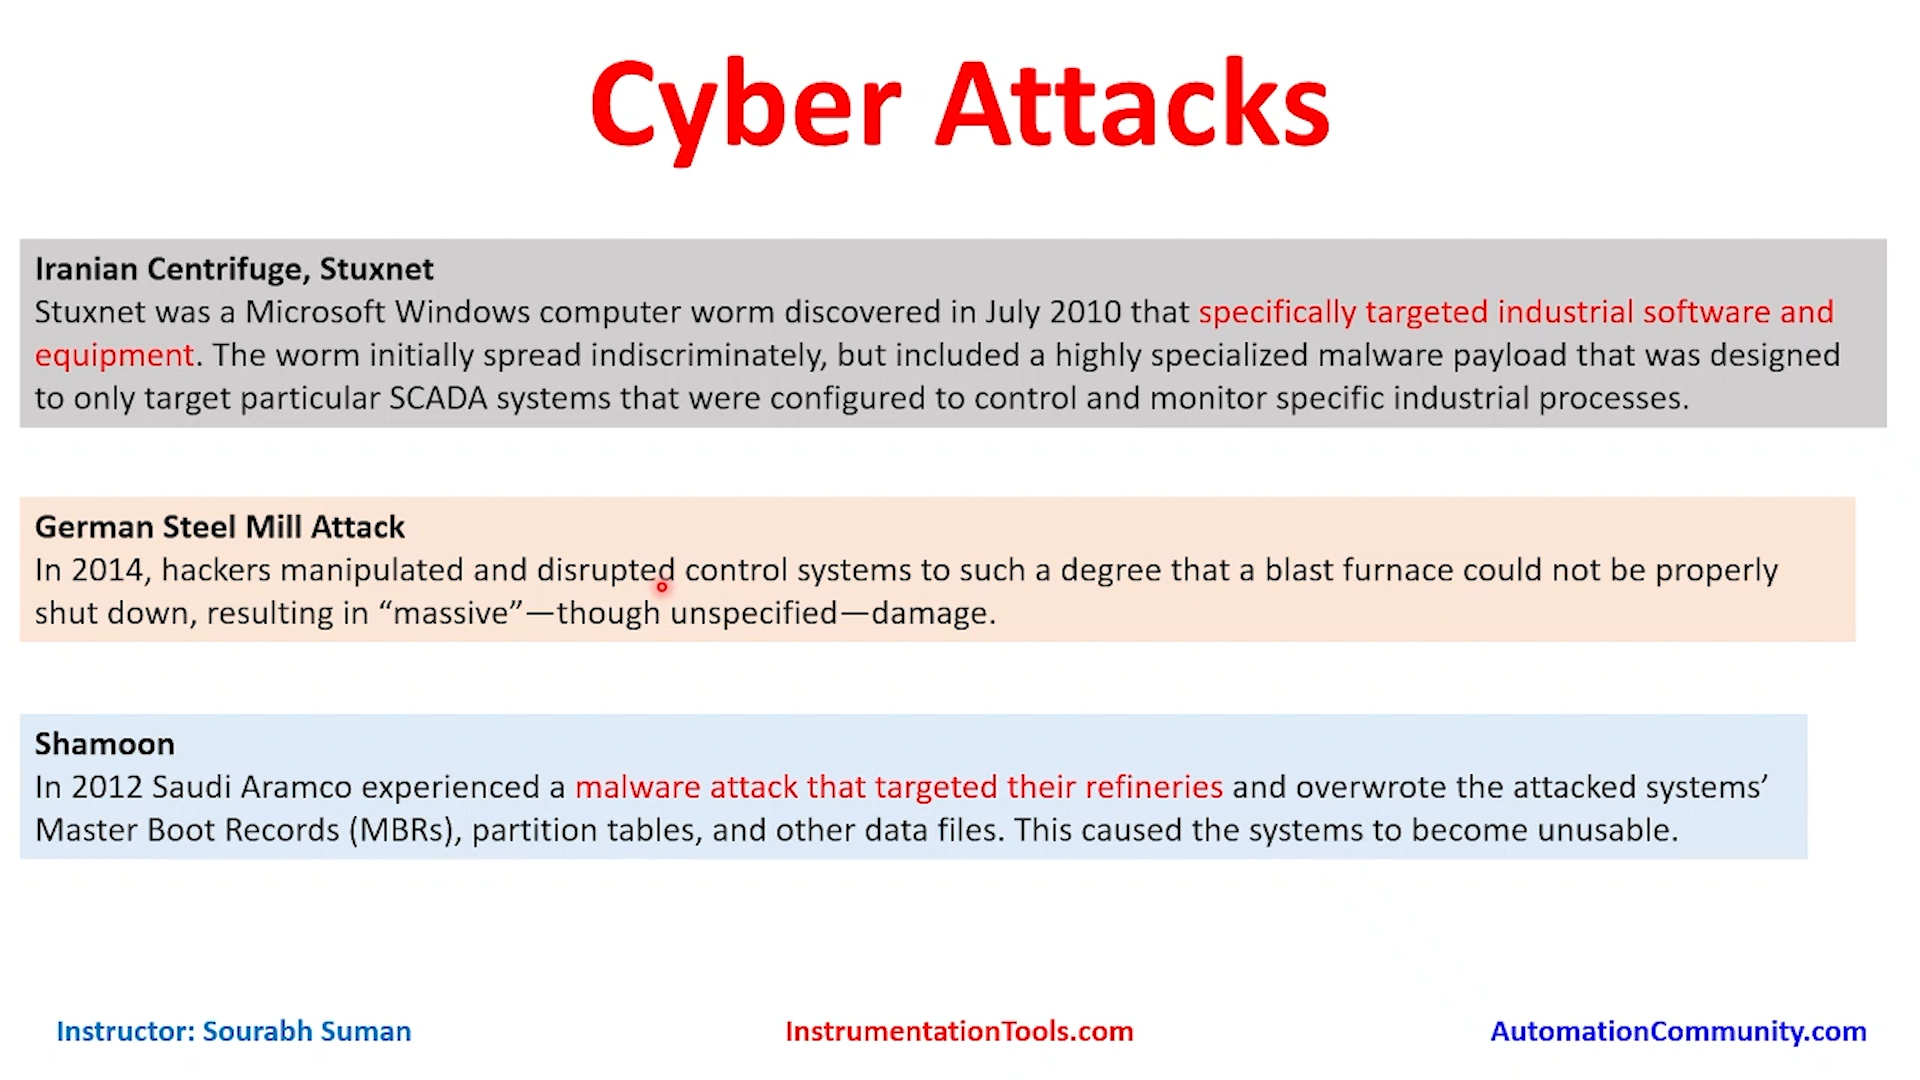 Cyber Attacks
Iranian Centrifuge, Stuxnet
Stuxnet was a Microsoft Windows computer worm discovered in July 2010 that specifically targeted industrial software and
equipment. The worm initially spread indiscriminately, but included a highly specialized malware payload that was designed
to only target particular SCADA systems that were configured to control and monitor specific industrial processes.
German Steel Mill Attack
In 2014, hackers manipulated and disrupted control systems to such a degree that a blast furnace could not be properly
shut down, resulting in “massive”—though unspecified—damage.
Shamoon
In 2012 Saudi Aramco experienced a malware attack that targeted their refineries and overwrote the attacked systems’
Master Boot Records (MBRs), partition tables, and other data files. This caused the systems to become unusable.
Instructor: Sourabh Suman
InstrumentationTools.com
AutomationCommunity.com